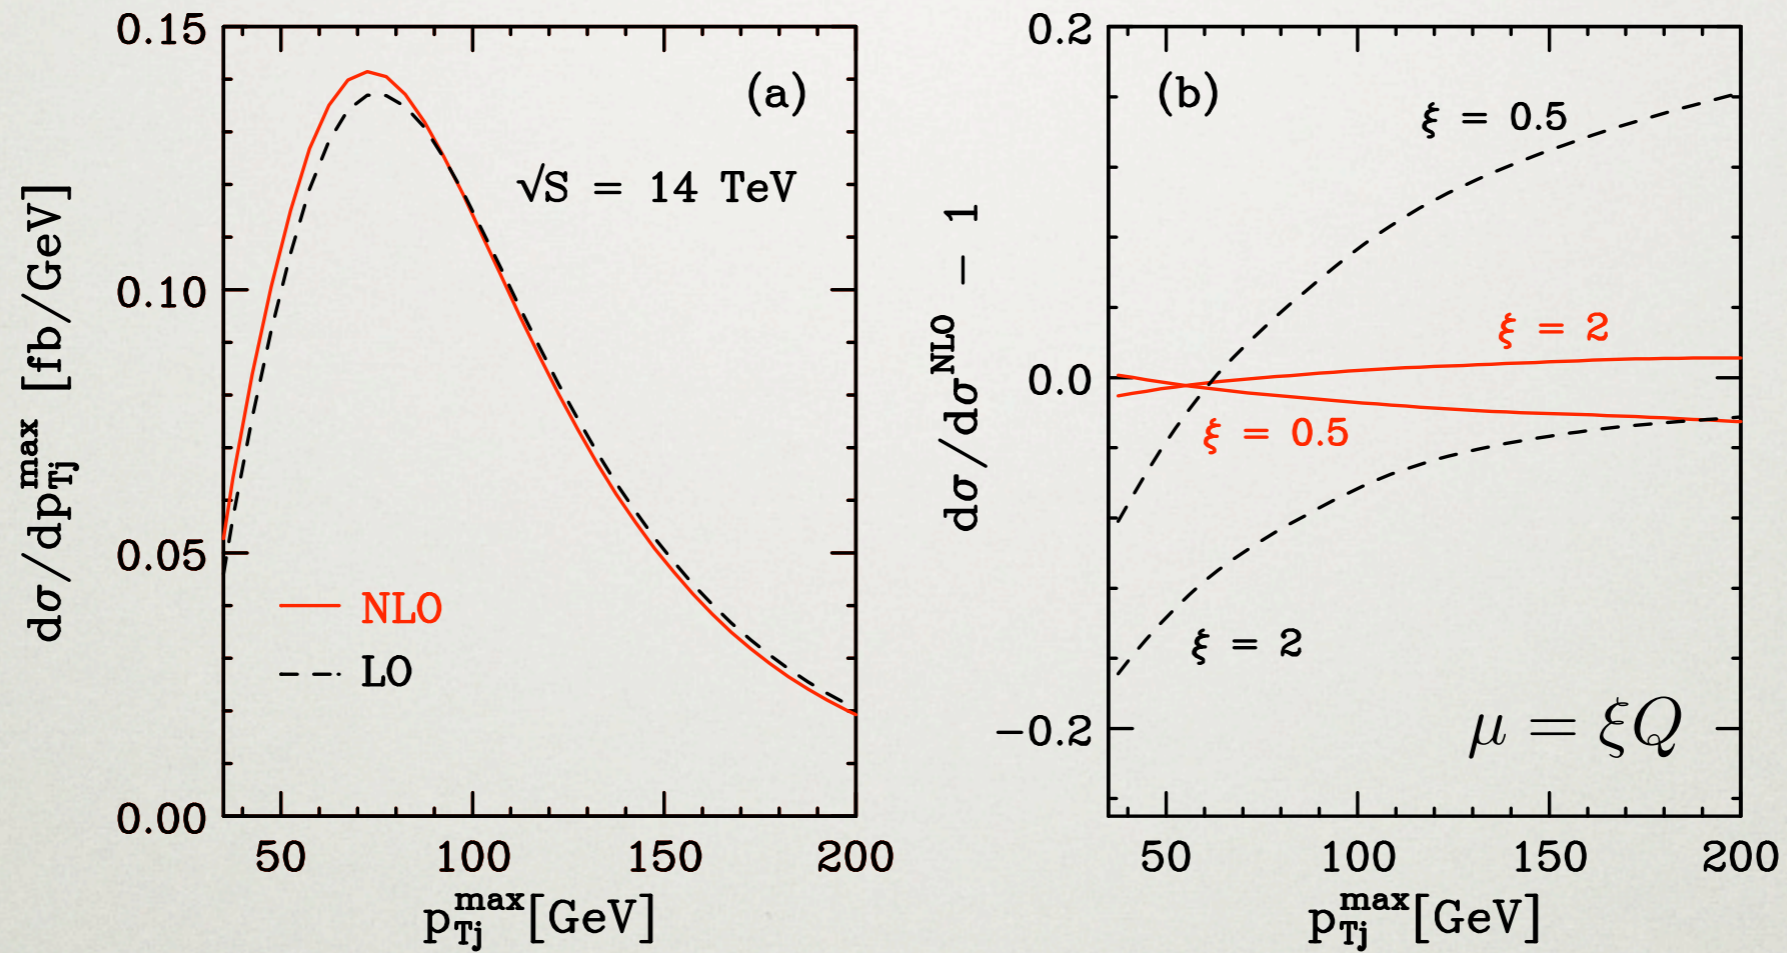 0.15
0.10
0.05
0.00
50 100 150 200
dσ/dp_Tj^max [fb/GeV]
p_Tj^max[GeV]
(a)
√S = 14 TeV
NLO
LO
0.2
0.0
−0.2
50 100 150 200
dσ/dσ^NLO − 1
p_Tj^max[GeV]
(b)
ξ = 0.5
ξ = 2
ξ = 0.5
ξ = 2
μ = ξQ